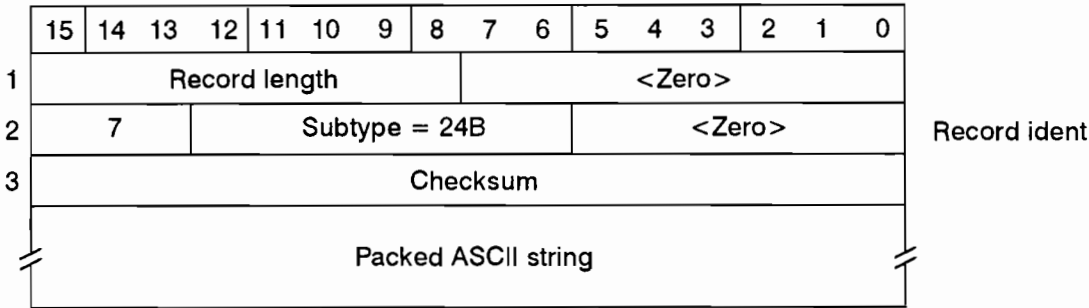 15 14 13 12 11 10 9 8 7 6 5 4 3 2 1 0
1 Record length <Zero>
2 7 Subtype = 24B <Zero> Record ident
3 Checksum
Packed ASCII string